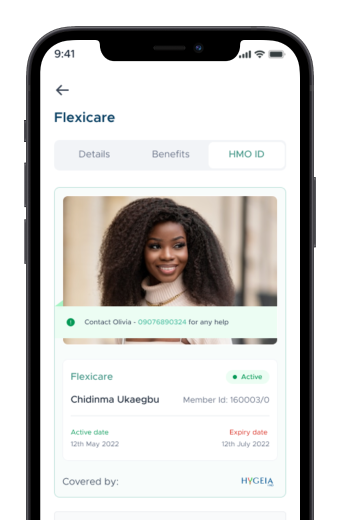 9:41
Flexicare
Details Benefits HMO ID
Contact Olivia - 09076890324 for any help
Flexicare Active
Chidinma Ukaegbu Member Id: 160003/0
Active date Expiry date
12th May 2022 12th July 2022
Covered by: HYGEIA